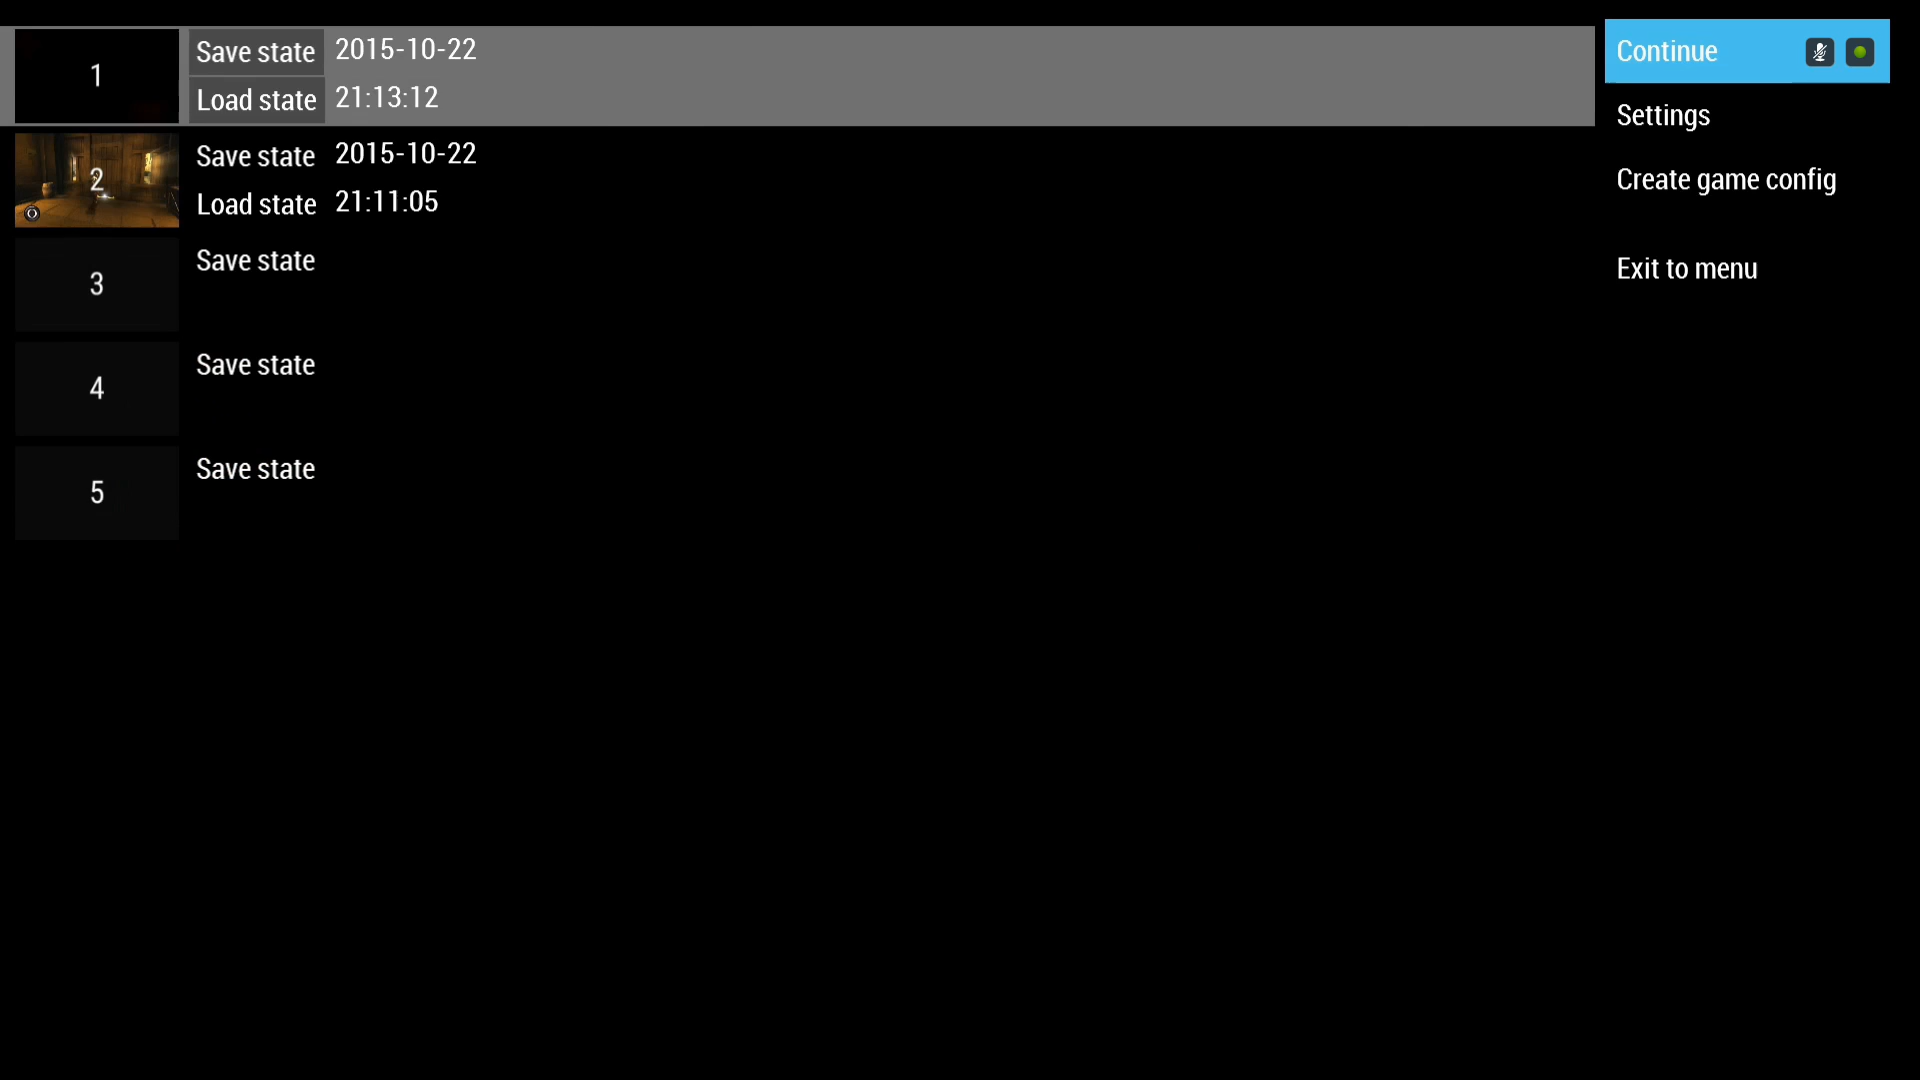 1
Save state 2015-10-22
Load state 21:13:12
2
Save state 2015-10-22
Load state 21:11:05
3
Save state
4
Save state
5
Save state
Continue
Settings
Create game config
Exit to menu